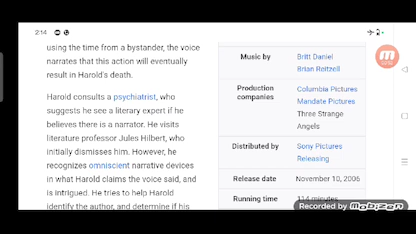 2:14
using the time from a bystander, the voice
narrates that this action will eventually
result in Harold's death.
Harold consults a psychiatrist, who
suggests he see a literary expert if he
believes there is a narrator. He visits
literature professor Jules Hilbert, who
initially dismisses him. However, he
recognizes omniscient narrative devices
in what Harold claims the voice said, and
is intrigued. He tries to help Harold
identify the author, and determine if his
Music by
Britt Daniel
Brian Reitzell
Production
companies
Columbia Pictures
Mandate Pictures
Three Strange
Angels
Distributed by
Sony Pictures
Releasing
Release date
November 10, 2006
Running time
114 minutes
Recorded by Mobizen